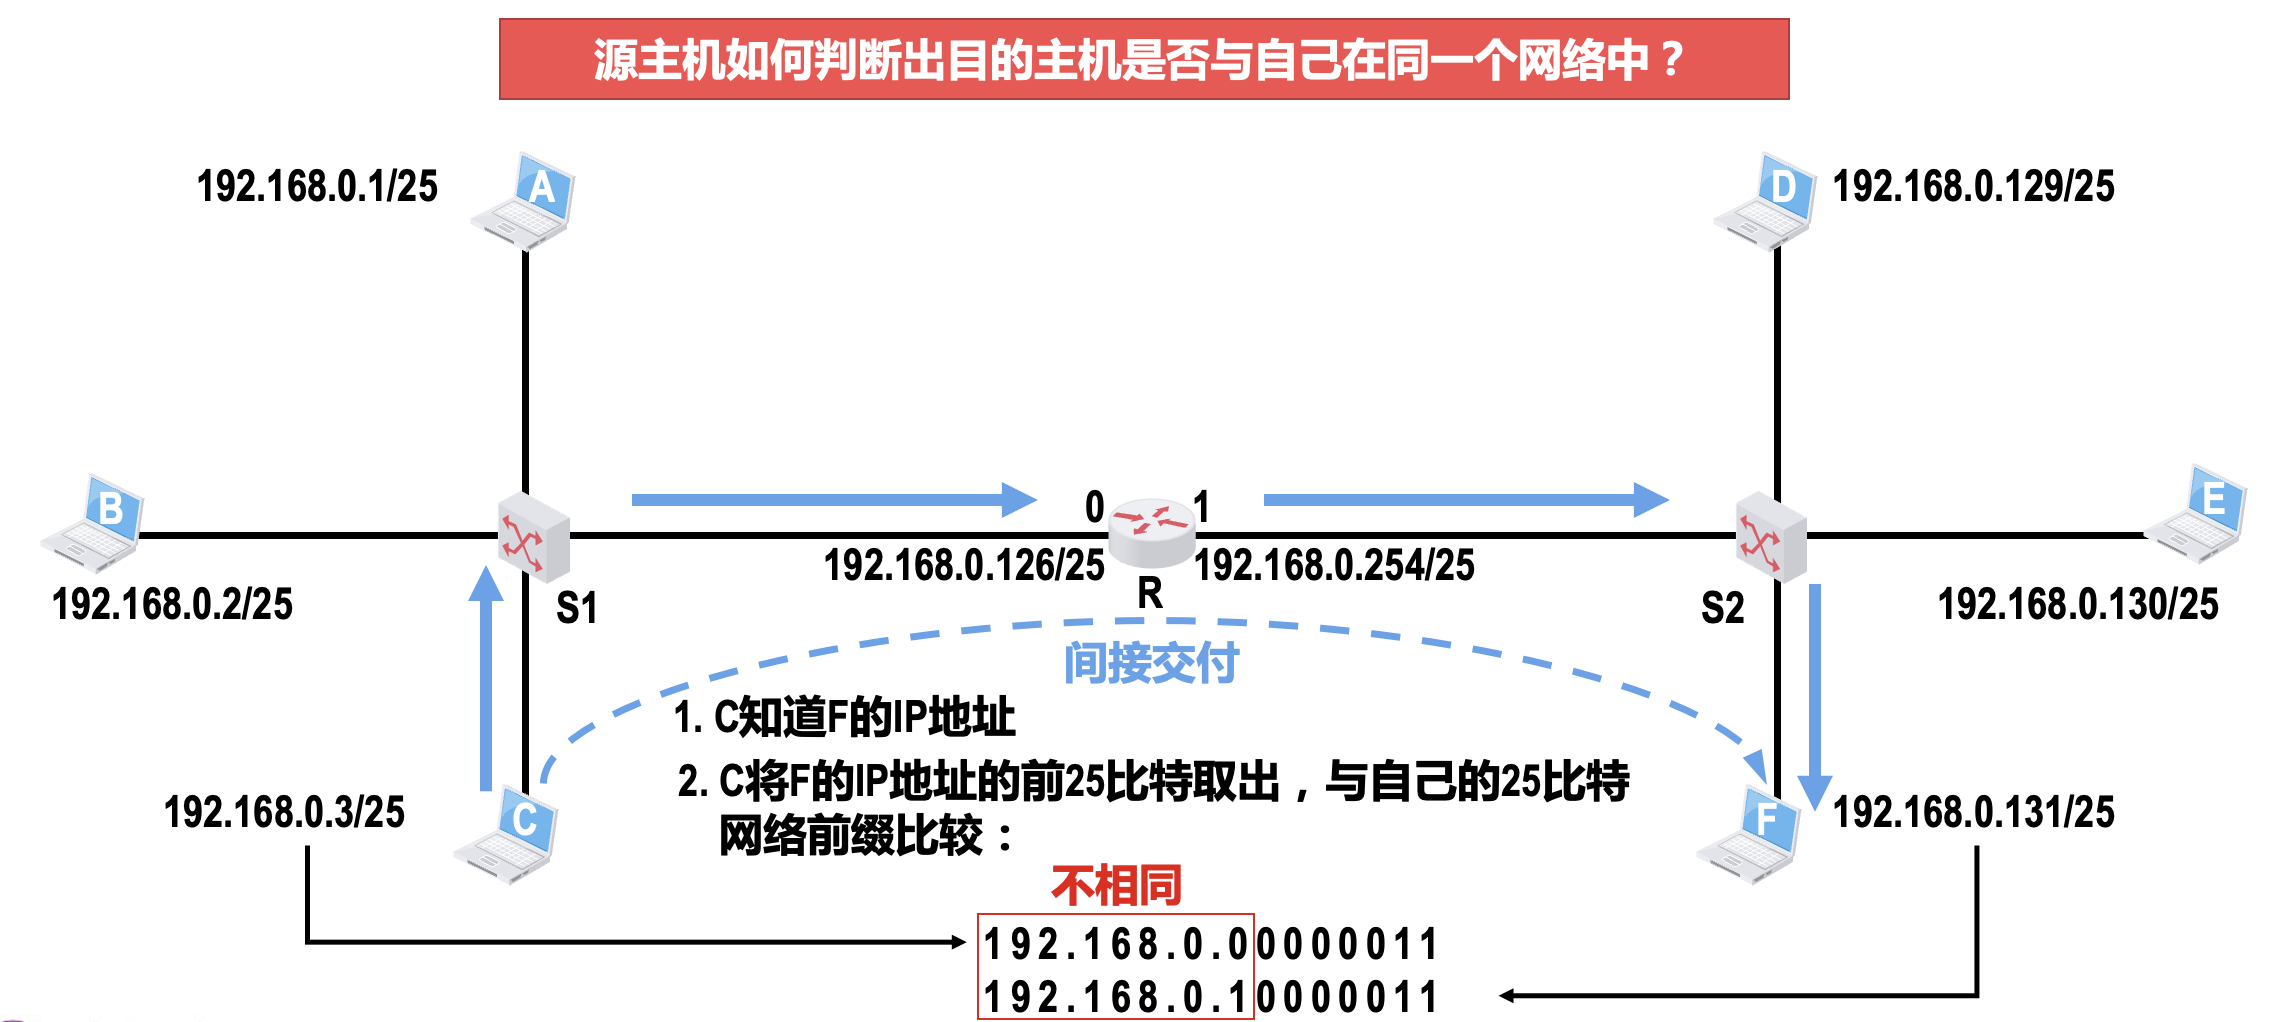 源主机如何判断出目的主机是否与自己在同一个网络中？
192.168.0.1/25
A
D
192.168.0.129/25
B
192.168.0.2/25
S1
0
1
192.168.0.126/25
192.168.0.254/25
R
S2
E
192.168.0.130/25
间接交付
1. C知道F的IP地址
2. C将F的IP地址的前25比特取出，与自己的25比特
网络前缀比较：
192.168.0.3/25
C
F
192.168.0.131/25
不相同
192.168.0.00000011
192.168.0.10000011